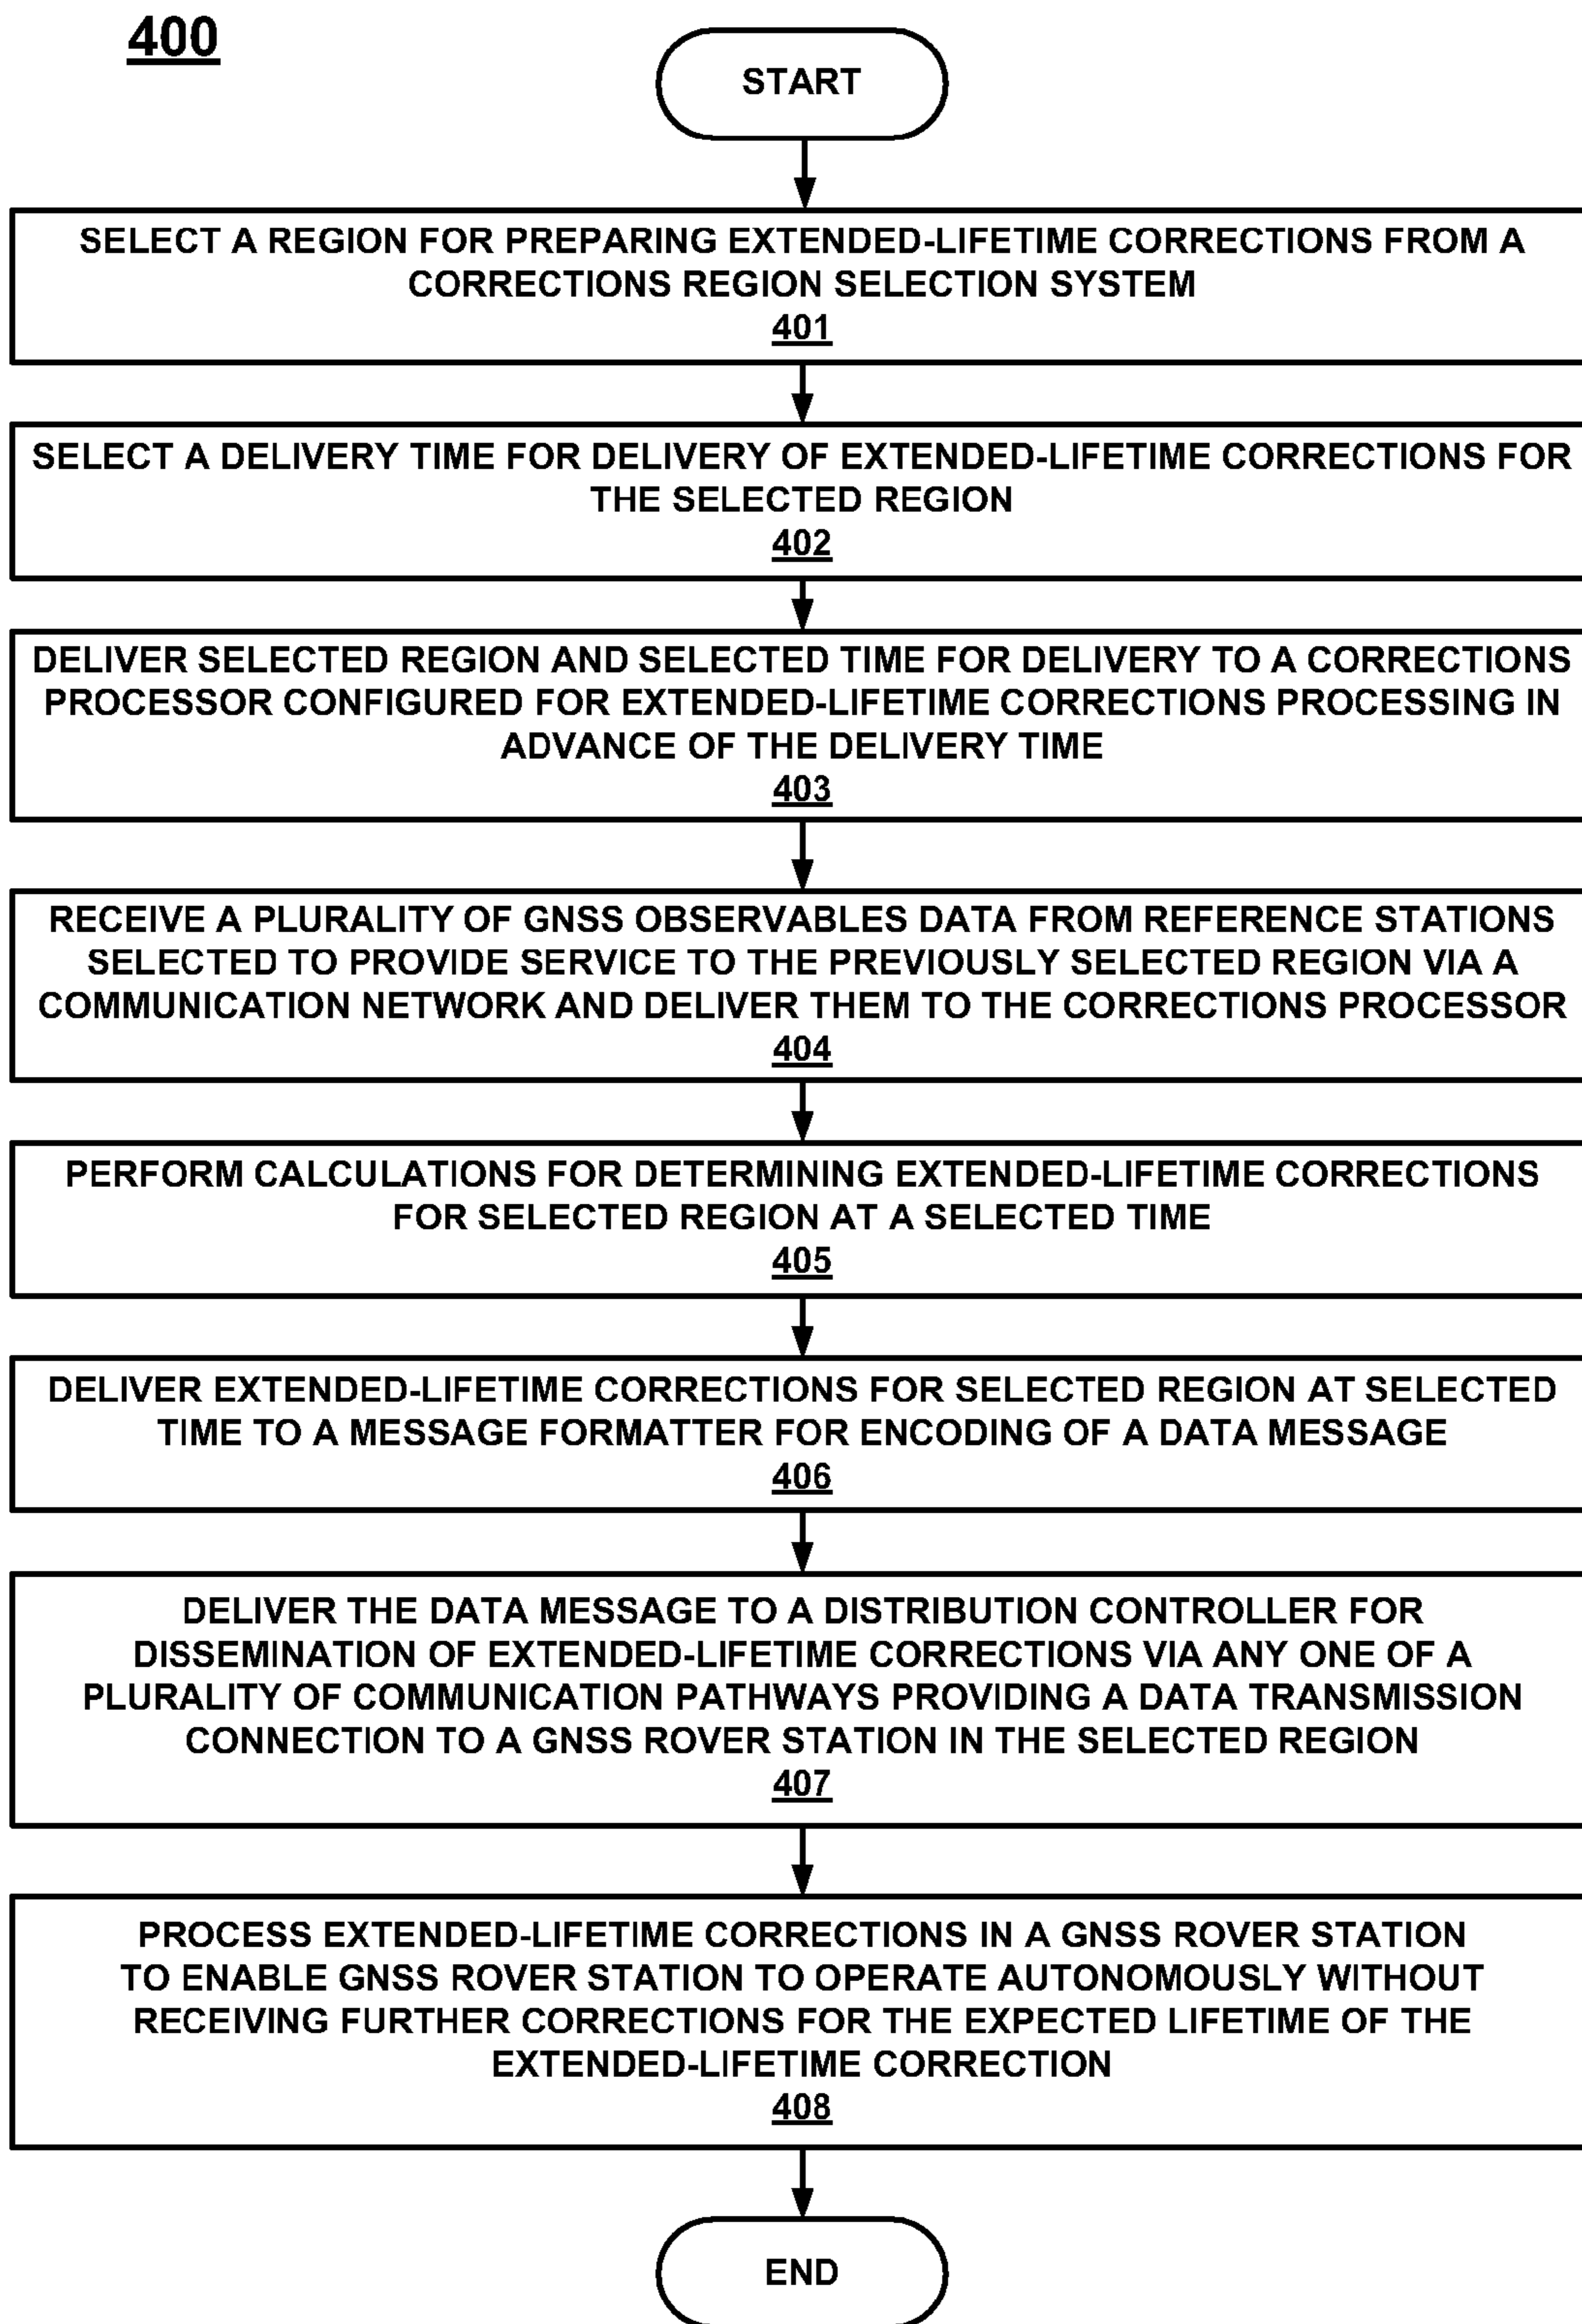 400
START
SELECT A REGION FOR PREPARING EXTENDED-LIFETIME CORRECTIONS FROM A
CORRECTIONS REGION SELECTION SYSTEM
401
SELECT A DELIVERY TIME FOR DELIVERY OF EXTENDED-LIFETIME CORRECTIONS FOR
THE SELECTED REGION
402
DELIVER SELECTED REGION AND SELECTED TIME FOR DELIVERY TO A CORRECTIONS
PROCESSOR CONFIGURED FOR EXTENDED-LIFETIME CORRECTIONS PROCESSING IN
ADVANCE OF THE DELIVERY TIME
403
RECEIVE A PLURALITY OF GNSS OBSERVABLES DATA FROM REFERENCE STATIONS
SELECTED TO PROVIDE SERVICE TO THE PREVIOUSLY SELECTED REGION VIA A
COMMUNICATION NETWORK AND DELIVER THEM TO THE CORRECTIONS PROCESSOR
404
PERFORM CALCULATIONS FOR DETERMINING EXTENDED-LIFETIME CORRECTIONS
FOR SELECTED REGION AT A SELECTED TIME
405
DELIVER EXTENDED-LIFETIME CORRECTIONS FOR SELECTED REGION AT SELECTED
TIME TO A MESSAGE FORMATTER FOR ENCODING OF A DATA MESSAGE
406
DELIVER THE DATA MESSAGE TO A DISTRIBUTION CONTROLLER FOR
DISSEMINATION OF EXTENDED-LIFETIME CORRECTIONS VIA ANY ONE OF A
PLURALITY OF COMMUNICATION PATHWAYS PROVIDING A DATA TRANSMISSION
CONNECTION TO A GNSS ROVER STATION IN THE SELECTED REGION
407
PROCESS EXTENDED-LIFETIME CORRECTIONS IN A GNSS ROVER STATION
TO ENABLE GNSS ROVER STATION TO OPERATE AUTONOMOUSLY WITHOUT
RECEIVING FURTHER CORRECTIONS FOR THE EXPECTED LIFETIME OF THE
EXTENDED-LIFETIME CORRECTION
408
END